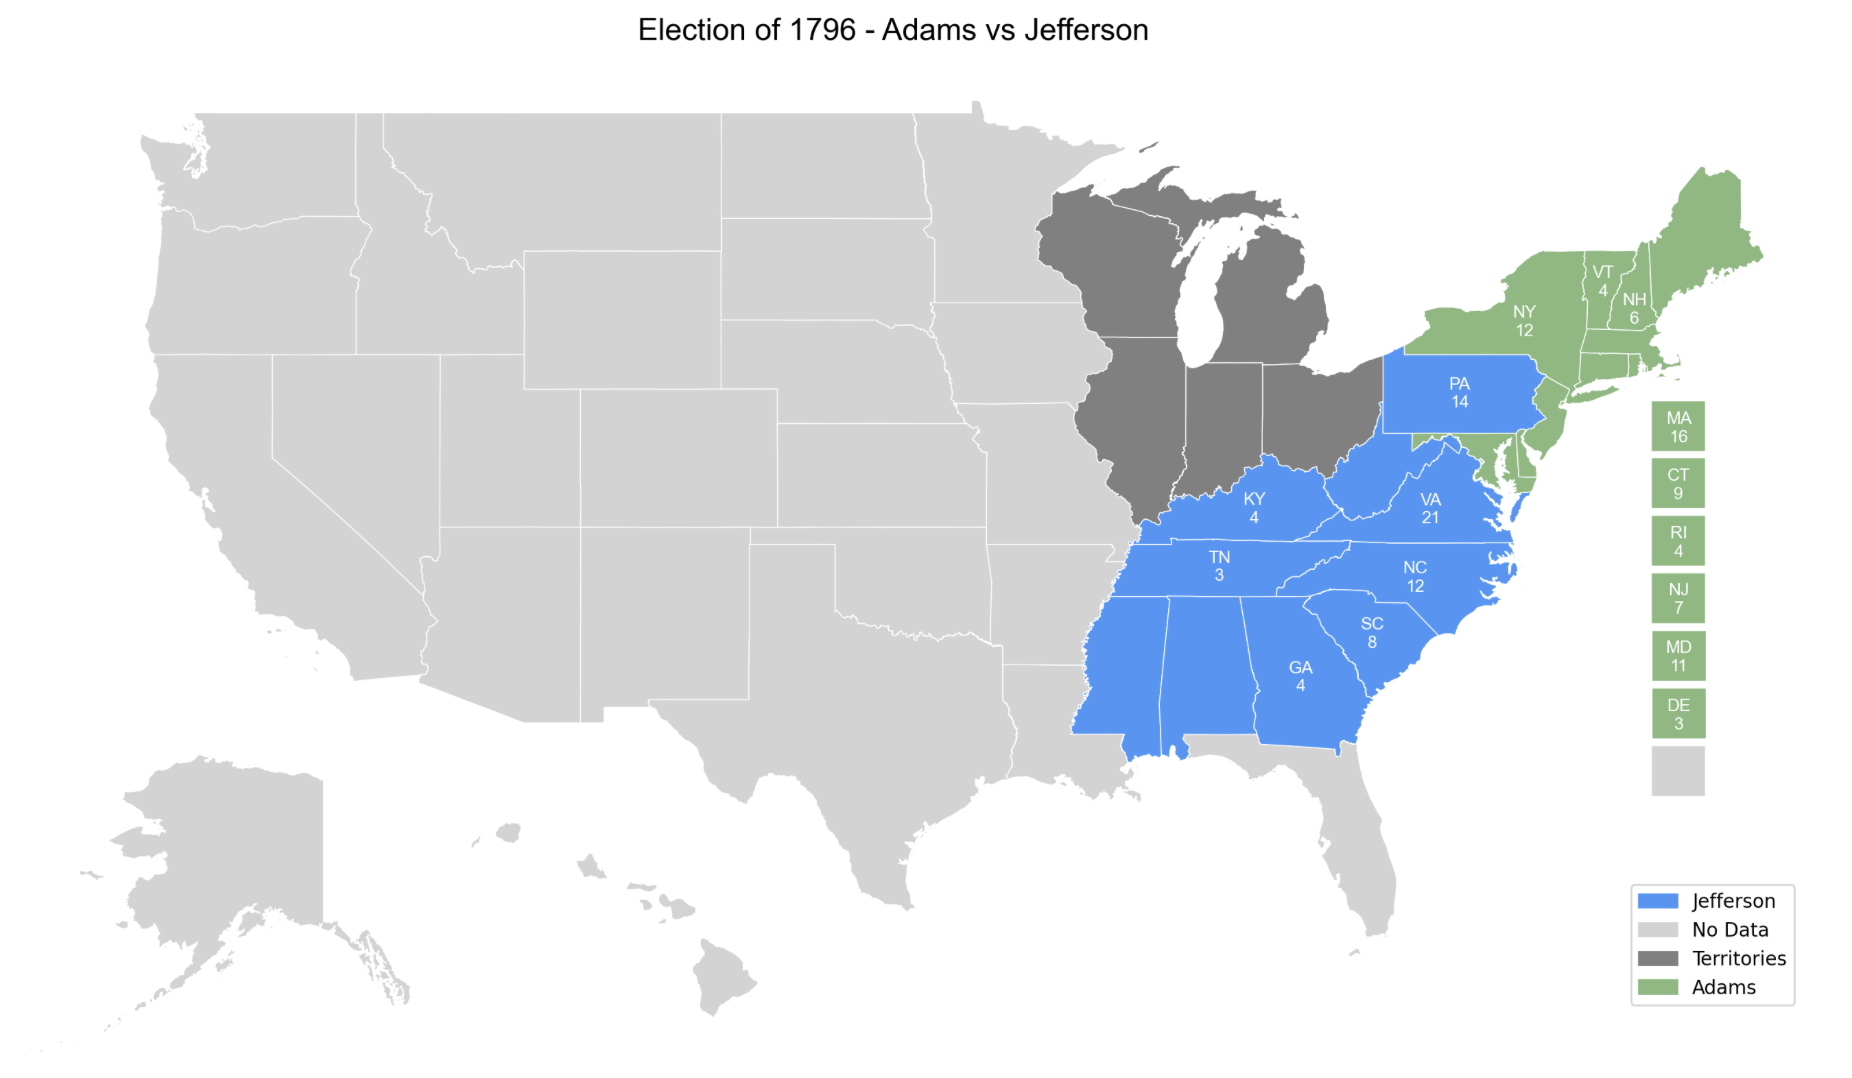 Election of 1796 - Adams vs Jefferson
VT
4
NH
6
NY
12
PA
14
MA
16
CT
9
RI
4
NJ
7
MD
11
DE
3
KY
4
VA
21
TN
3
NC
12
SC
8
GA
4
Jefferson
No Data
Territories
Adams